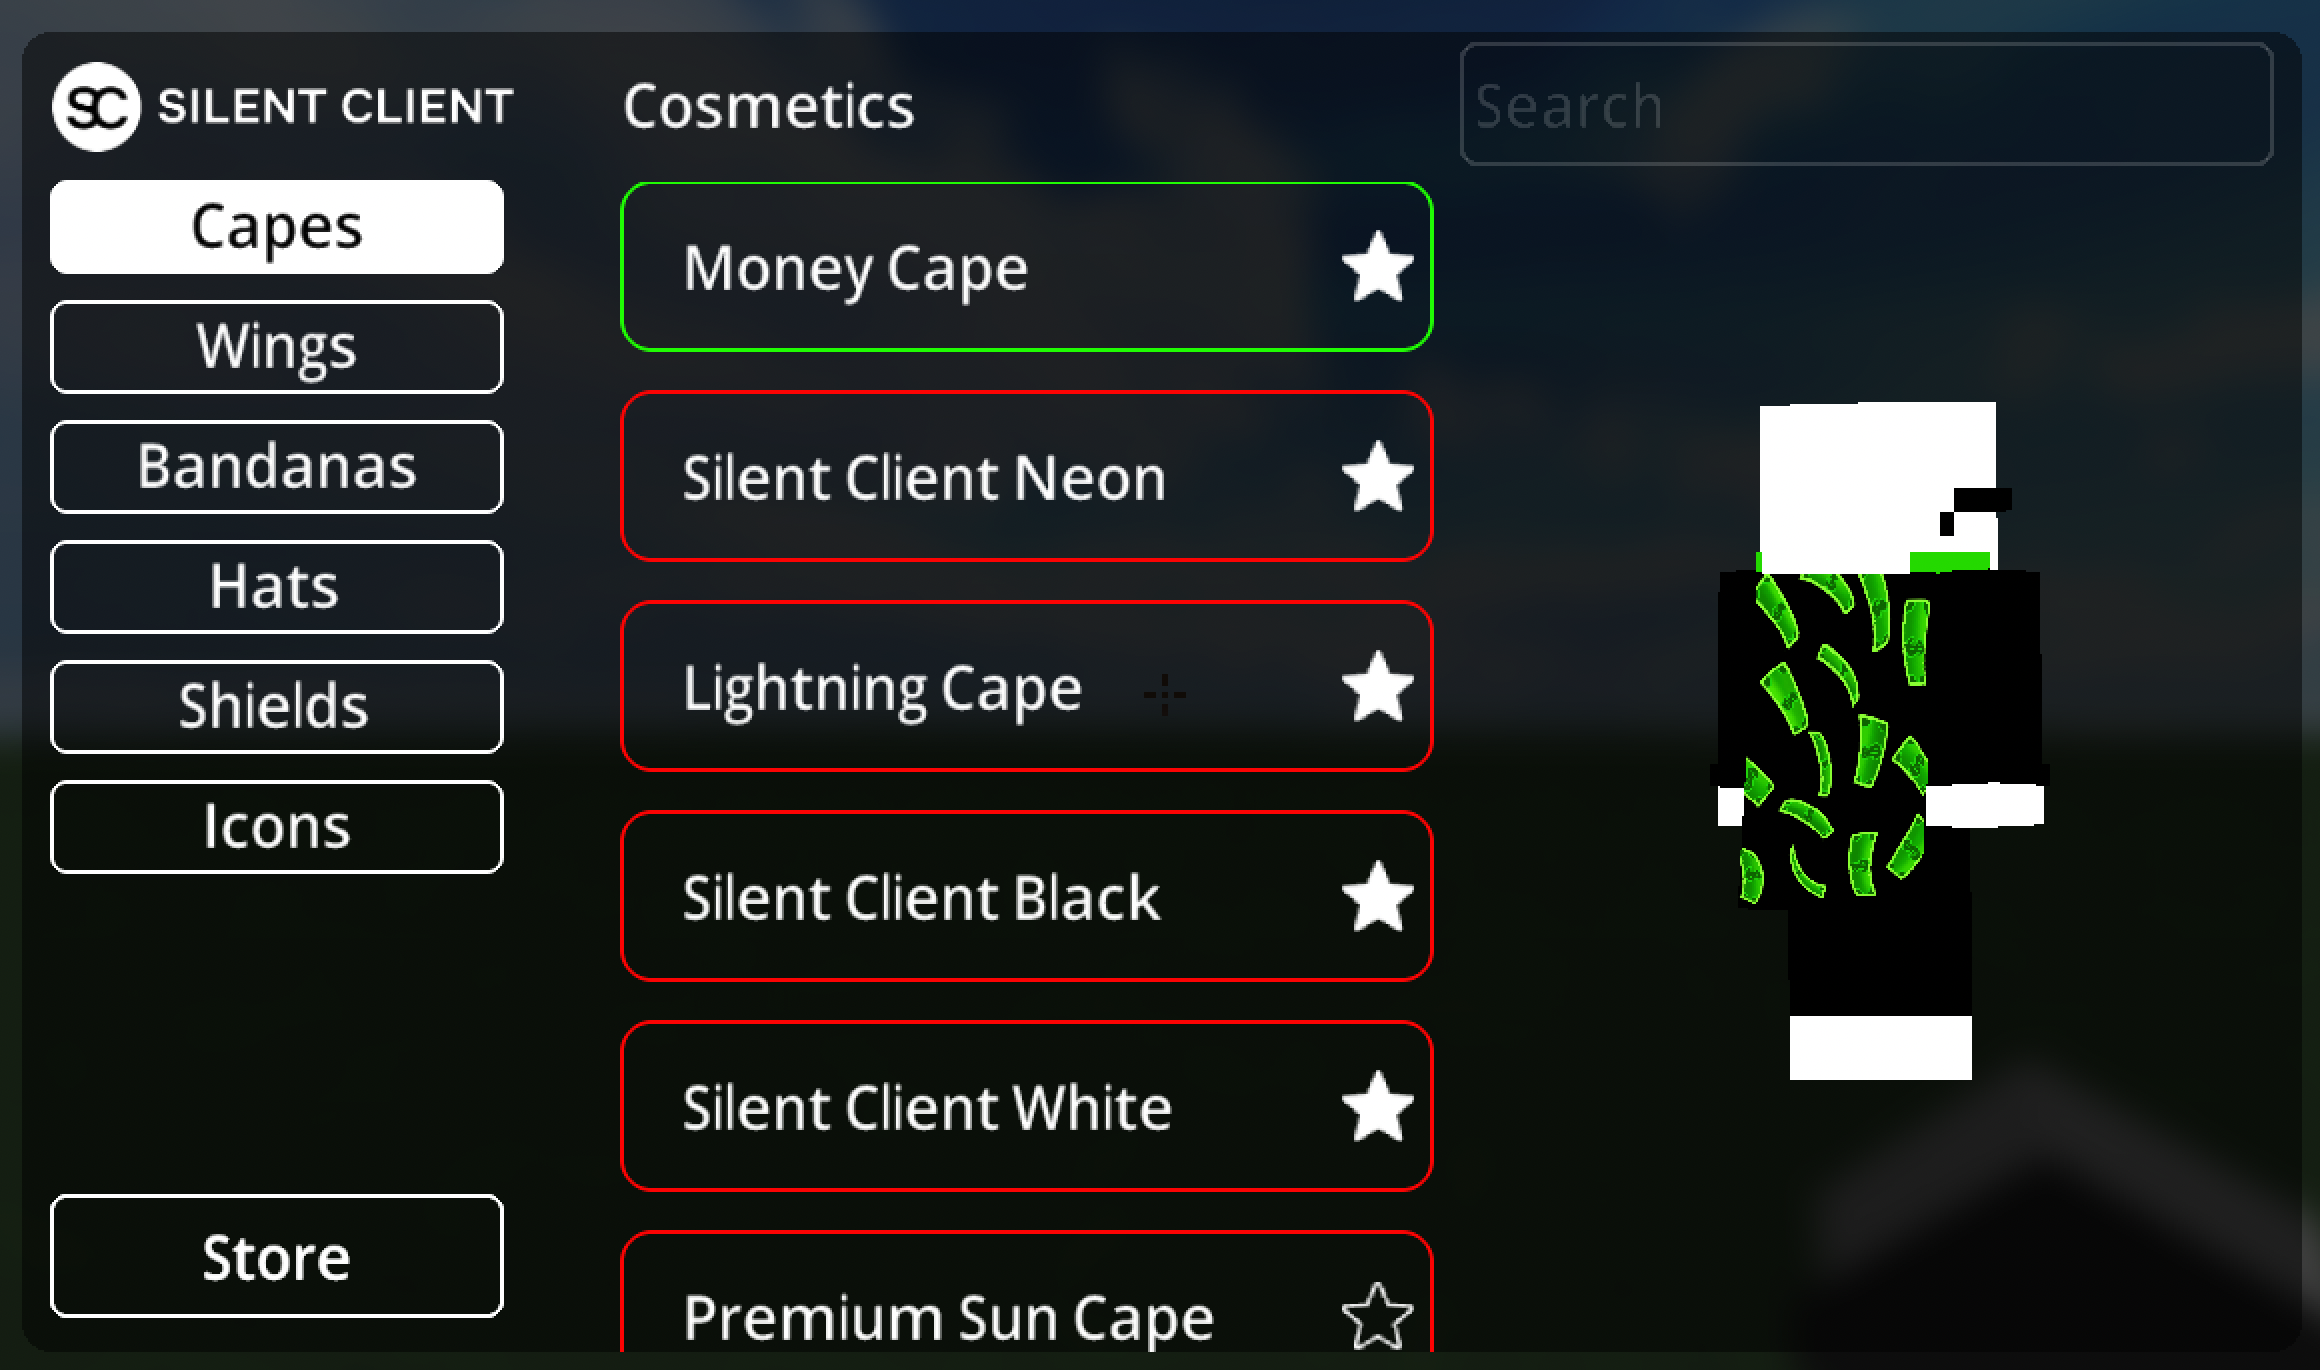 SC SILENT CLIENT
Cosmetics
Search
Capes
Wings
Bandanas
Hats
Shields
Icons
Store
Money Cape
Silent Client Neon
Lightning Cape
Silent Client Black
Silent Client White
Premium Sun Cape